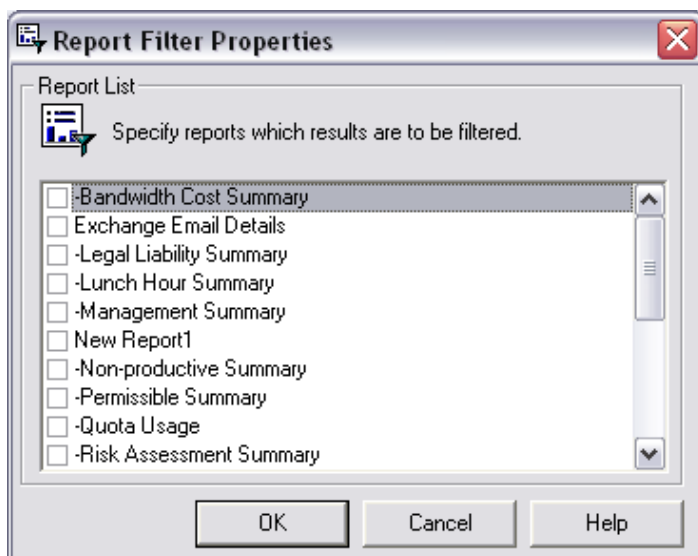 Report Filter Properties
Report List
Specify reports which results are to be filtered.
-Bandwidth Cost Summary
Exchange Email Details
-Legal Liability Summary
-Lunch Hour Summary
-Management Summary
New Report1
-Non-productive Summary
-Permissible Summary
-Quota Usage
-Risk Assessment Summary
OK Cancel Help